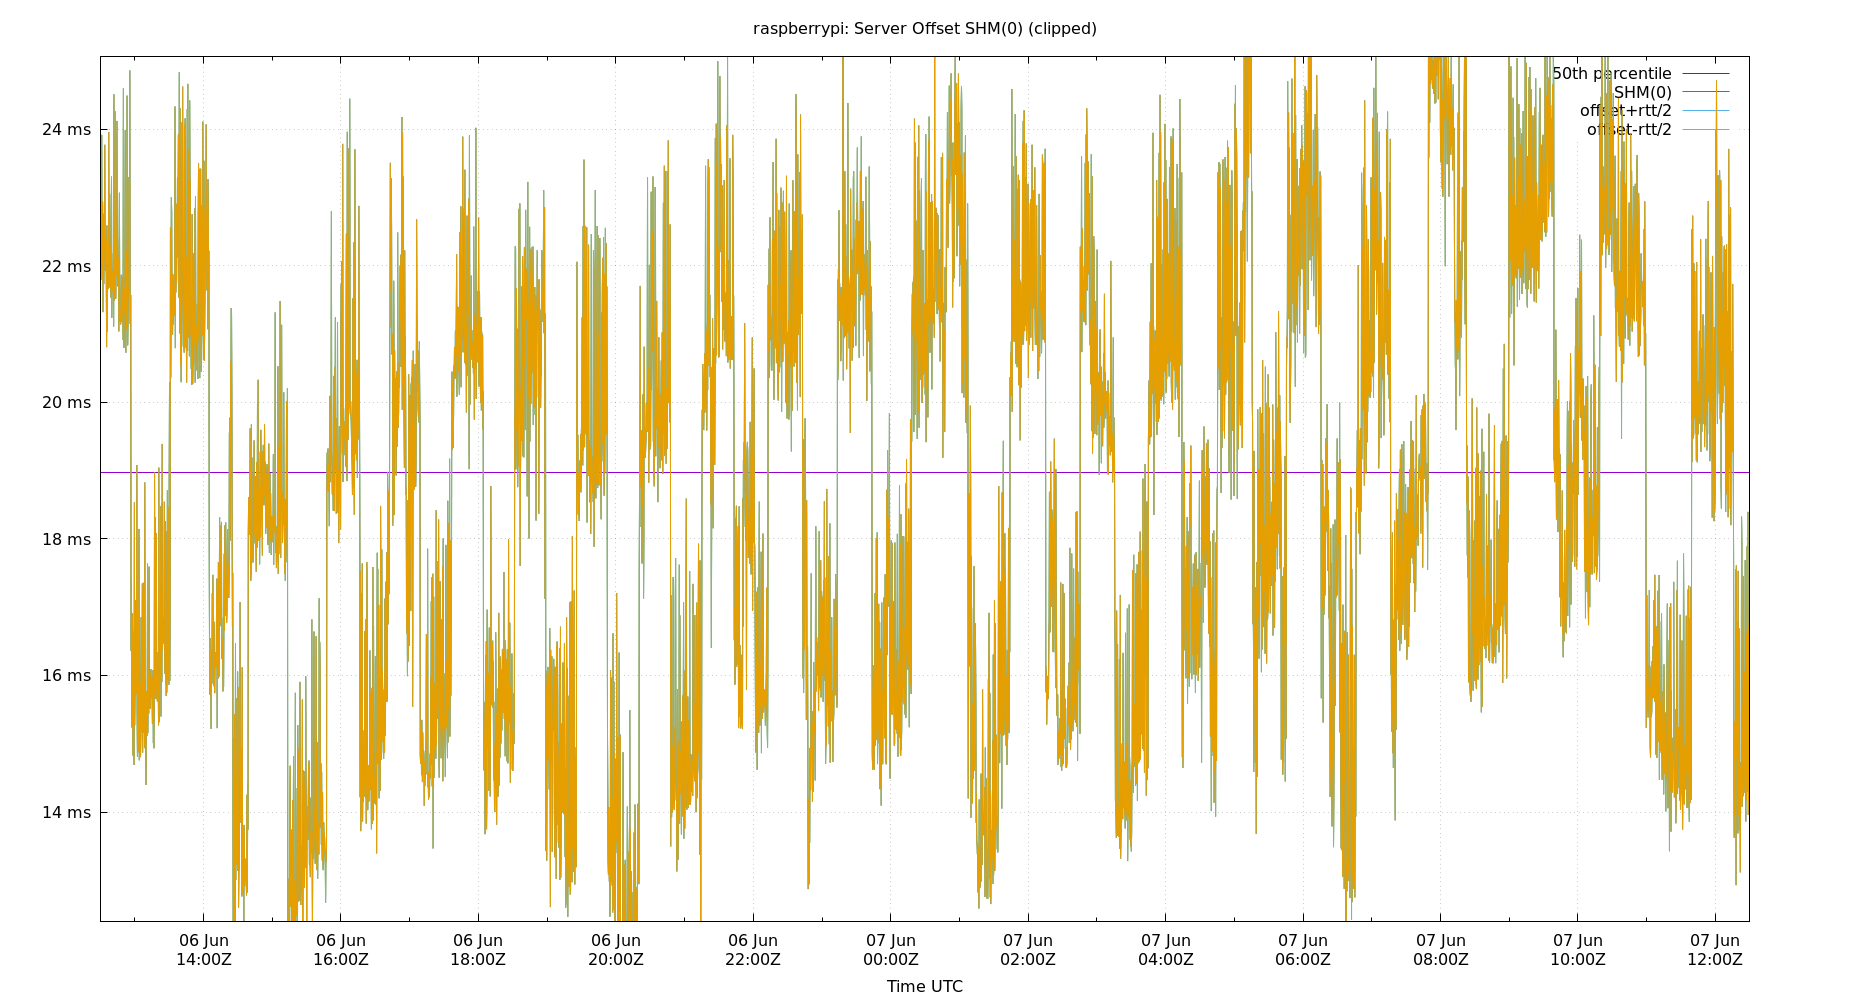 raspberrypi: Server Offset SHM(0) (clipped)
50th percentile
SHM(0)
offset+rtt/2
offset-rtt/2
24 ms
22 ms
20 ms
18 ms
16 ms
14 ms
06 Jun 06 Jun 06 Jun 06 Jun 06 Jun 07 Jun 07 Jun 07 Jun 07 Jun 07 Jun 07 Jun 07 Jun
14:00Z 16:00Z 18:00Z 20:00Z 22:00Z 00:00Z 02:00Z 04:00Z 06:00Z 08:00Z 10:00Z 12:00Z
Time UTC